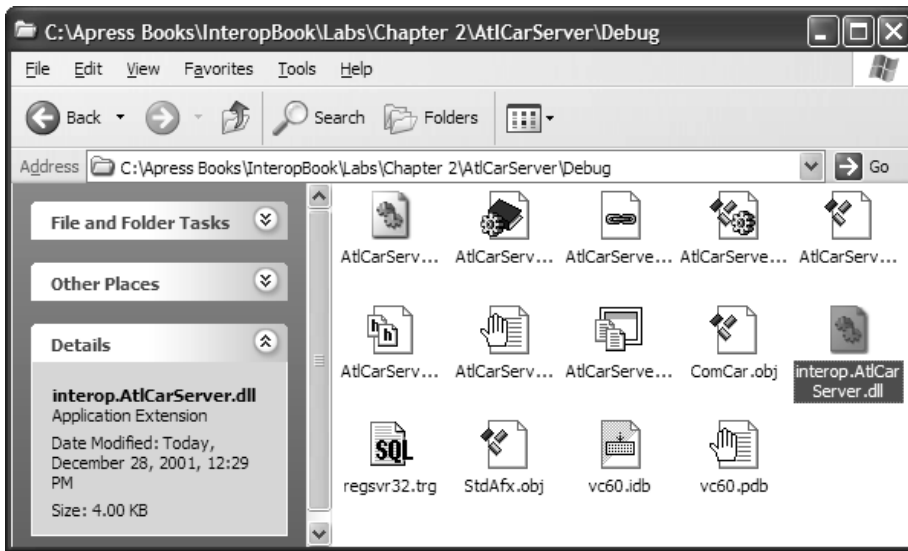 C:\Apress Books\InteropBook\Labs\Chapter 2\AtlCarServer\Debug
File Edit View Favorites Tools Help
Back Search Folders
Address C:\Apress Books\InteropBook\Labs\Chapter 2\AtlCarServer\Debug Go
File and Folder Tasks
Other Places
Details
interop.AtlCarServer.dll
Application Extension
Date Modified: Today,
December 28, 2001, 12:29
PM
Size: 4.00 KB
AtlCarServ... AtlCarServ... AtlCarServe... AtlCarServe... AtlCarServ...
h h
AtlCarServ... AtlCarServ... AtlCarServe... ComCar.obj interop.AtlCar
Server.dll
SQL
regsvr32.trg StdAfx.obj vc60.idb vc60.pdb